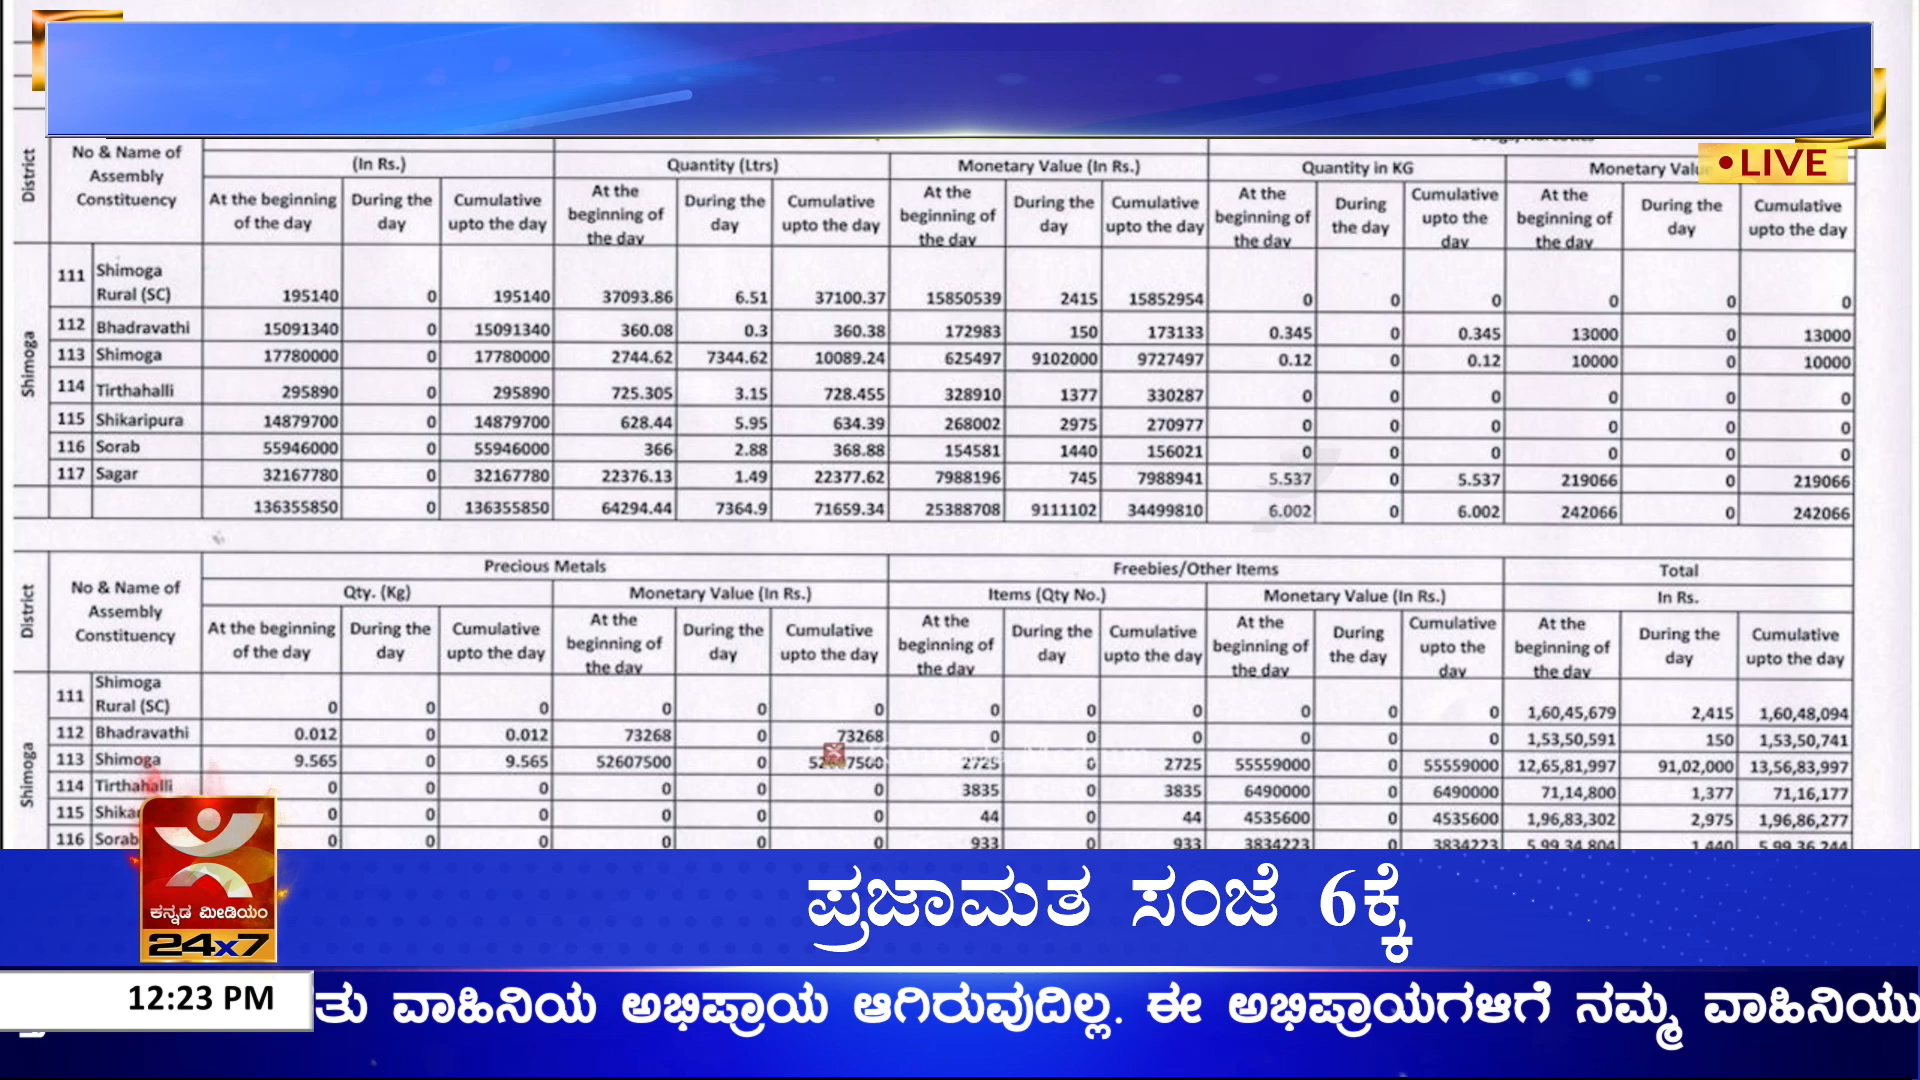 LIVE
District | No & Name of Assembly Constituency | (In Rs.) | Quantity (Ltrs) | Monetary Value (In Rs.) | Quantity in KG | Monetary
At the beginning of the day | During the day | Cumulative upto the day | At the beginning of the day | During the day | Cumulative upto the day | At the beginning of the day | During the day | Cumulative upto the day | At the beginning of the day | During the day | Cumulative upto the day | At the beginning of the day | During the day | Cumulative upto the day
Shimoga
111 Shimoga Rural (SC) 195140 0 195140 37093.86 6.51 37100.37 15850539 2415 15852954 0 0 0 0 0 0
112 Bhadravathi 15091340 0 15091340 360.08 0.3 360.38 172983 150 173133 0.345 0 0.345 13000 0 13000
113 Shimoga 17780000 0 17780000 2744.62 7344.62 10089.24 625497 9102000 9727497 0.12 0 0.12 10000 0 10000
114 Tirthahalli 295890 0 295890 725.305 3.15 728.455 328910 1377 330287 0 0 0 0 0 0
115 Shikaripura 14879700 0 14879700 628.44 5.95 634.39 268002 2975 270977 0 0 0 0 0 0
116 Sorab 55946000 0 55946000 366 2.88 368.88 154581 1440 156021 0 0 0 0 0 0
117 Sagar 32167780 0 32167780 22376.13 1.49 22377.62 7988196 745 7988941 5.537 0 5.537 219066 0 219066
136355850 0 136355850 64294.44 7364.9 71659.34 25388708 9111102 34499810 6.002 0 6.002 242066 0 242066
District | No & Name of Assembly Constituency | Precious Metals | Freebies/Other Items | Total
Qty. (Kg) | Monetary Value (In Rs.) | Items (Qty No.) | Monetary Value (In Rs.) | In Rs.
At the beginning of the day | During the day | Cumulative upto the day | At the beginning of the day | During the day | Cumulative upto the day | At the beginning of the day | During the day | Cumulative upto the day | At the beginning of the day | During the day | Cumulative upto the day | At the beginning of the day | During the day | Cumulative upto the day
Shimoga
111 Shimoga Rural (SC) 0 0 0 0 0 0 0 0 0 0 0 0 1,60,45,679 2,415 1,60,48,094
112 Bhadravathi 0.012 0 0.012 73268 0 73268 0 0 0 0 0 0 1,53,50,591 150 1,53,50,741
113 Shimoga 9.565 0 9.565 52607500 0 52607500 2725 0 2725 55559000 0 55559000 12,65,81,997 91,02,000 13,56,83,997
114 Tirthahalli 0 0 0 0 0 0 3835 0 3835 6490000 0 6490000 71,14,800 1,377 71,16,177
115 0 0 0 0 0 0 44 0 44 4535600 0 4535600 1,96,83,302 2,975 1,96,86,277
116 Sorab 0 0 0 0 0 0 933 0 933 3834223 0 3834223 5,99,34,804 1,440 5,99,36,244
ಕನ್ನಡ ಮೀಡಿಯಂ
24x7
ಪ್ರಜಾಮತ ಸಂಜೆ 6ಕ್ಕೆ
12:23 PM
ವಾಹಿನಿಯ ಅಭಿಪ್ರಾಯ ಆಗಿರುವುದಿಲ್ಲ. ಈ ಅಭಿಪ್ರಾಯಗಳಿಗೆ ನಮ್ಮ ವಾಹಿನಿಯು